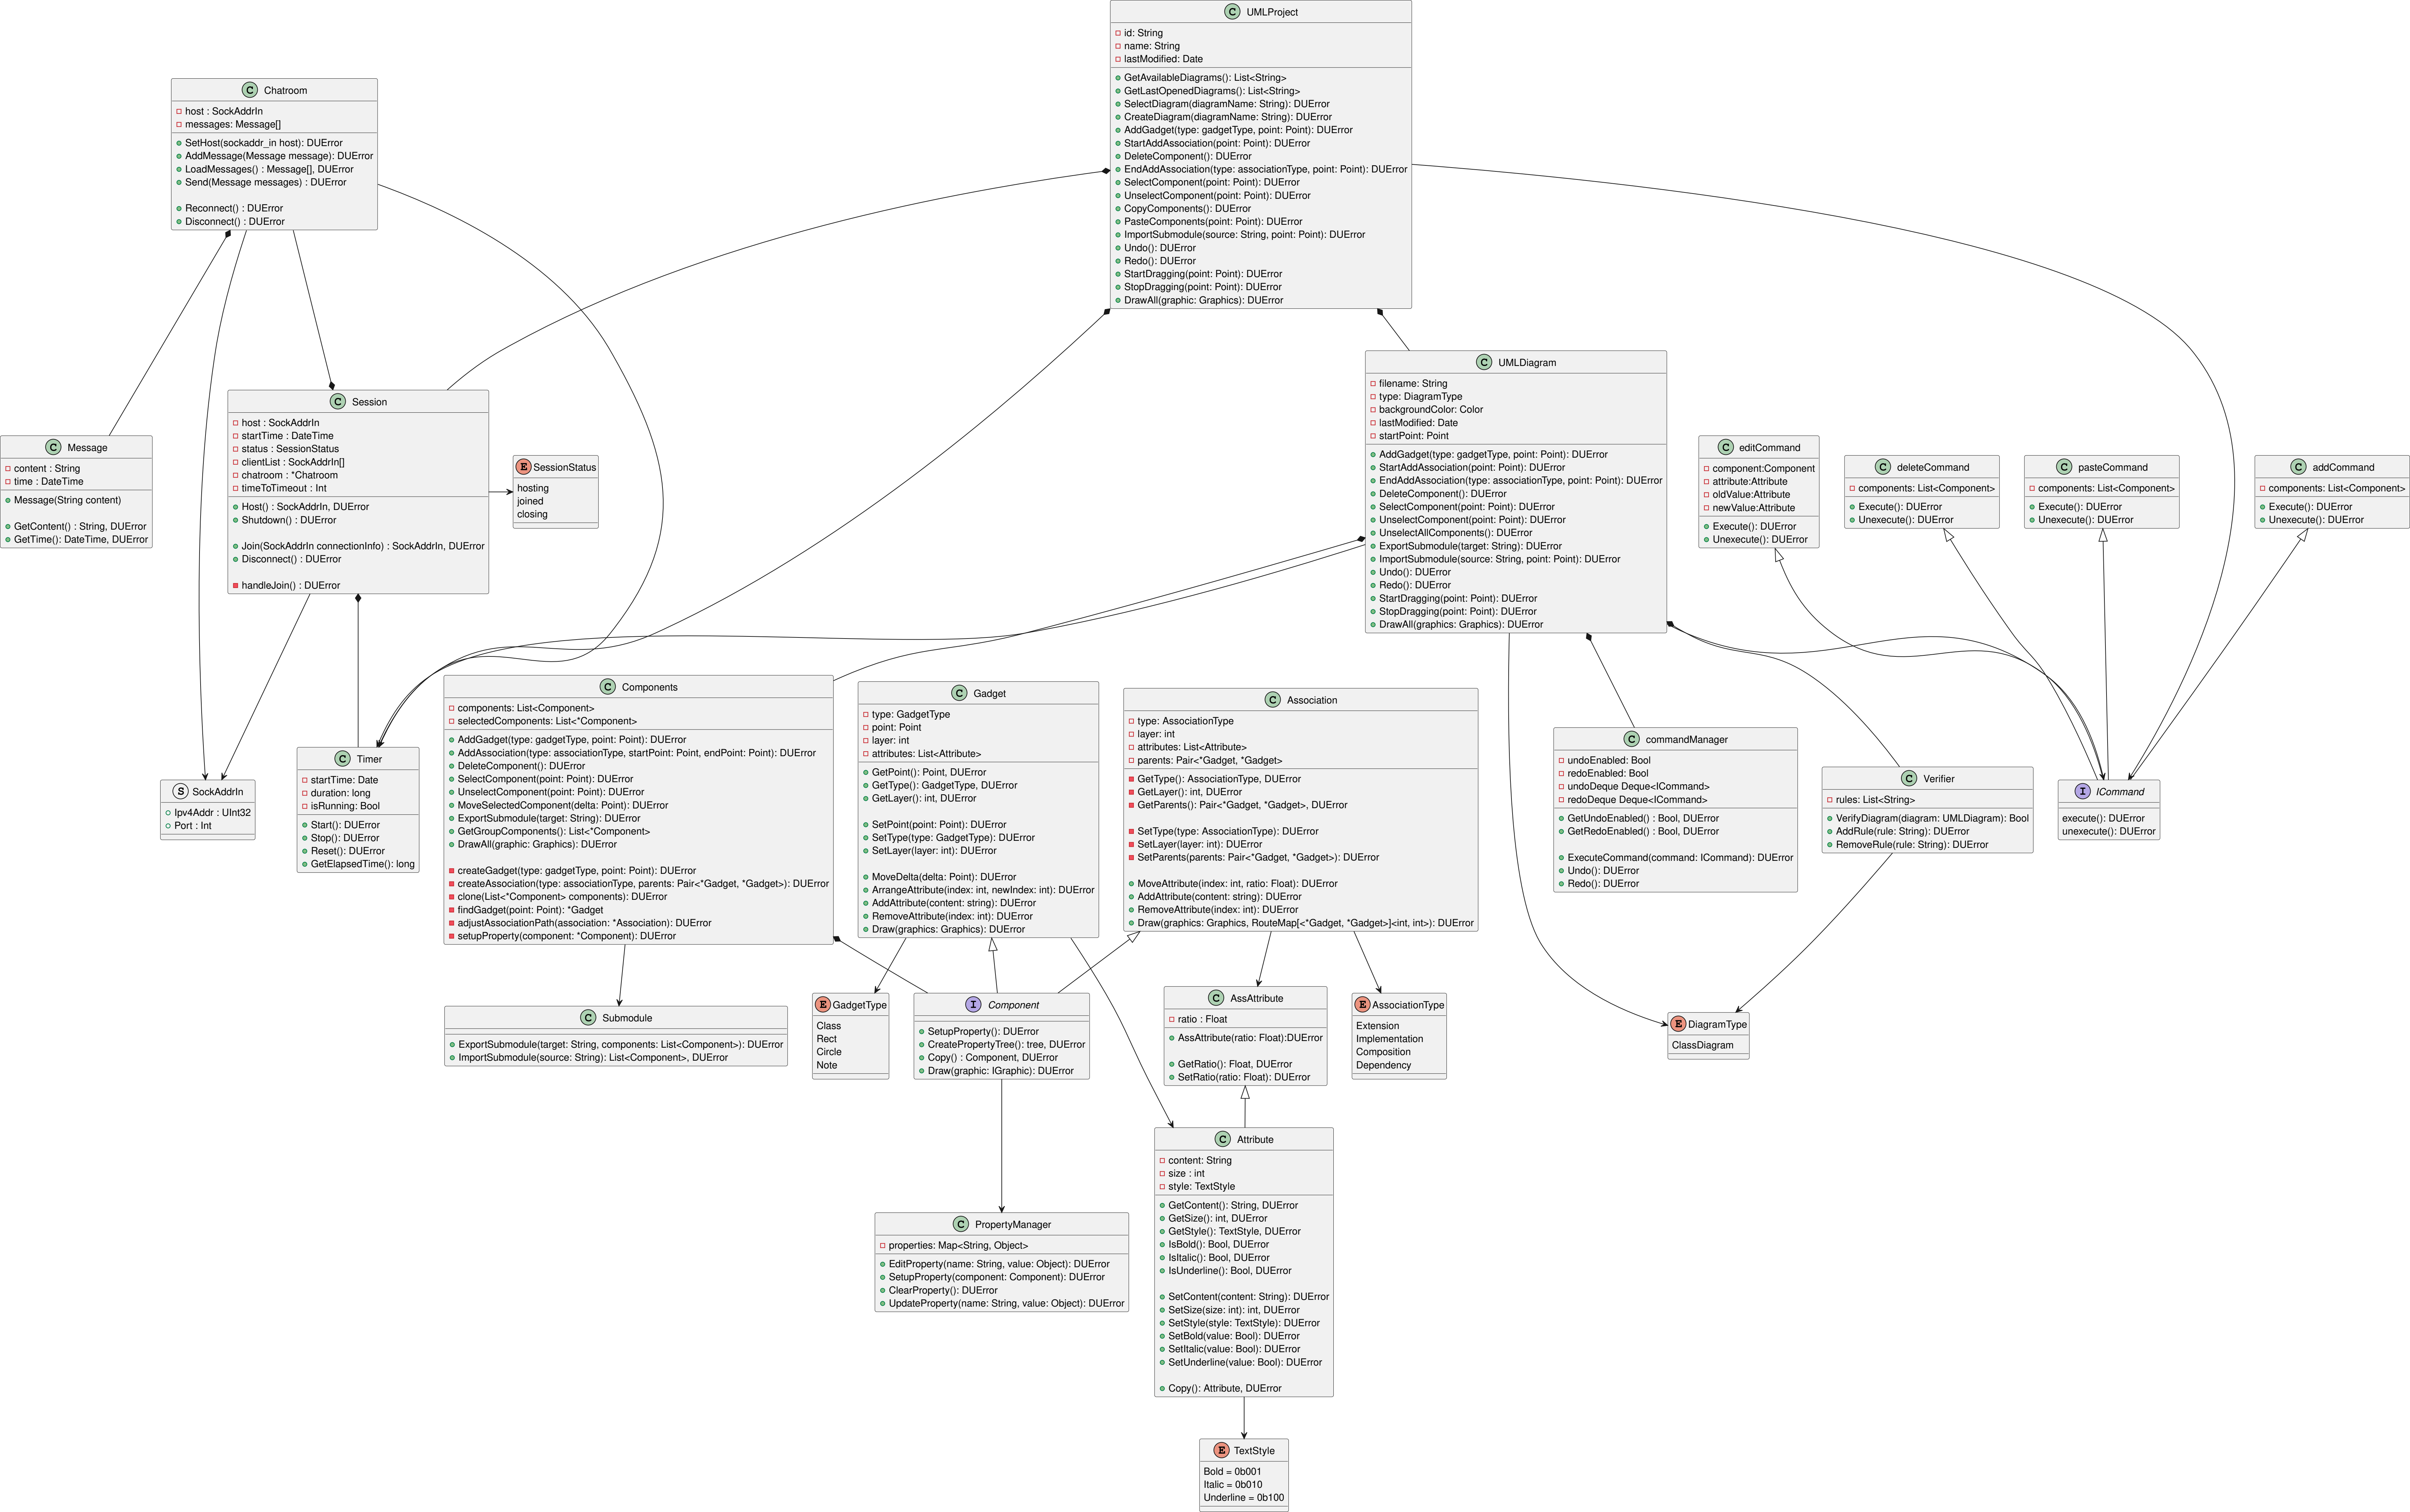 C UMLProject
id: String
name: String
lastModified: Date
GetAvailableDiagrams(): List<String>
GetLastOpenedDiagrams(): List<String>
SelectDiagram(diagramName: String): DUError
CreateDiagram(diagramName: String): DUError
AddGadget(type: gadgetType, point: Point): DUError
StartAddAssociation(point: Point): DUError
DeleteComponent(): DUError
EndAddAssociation(type: associationType, point: Point): DUError
SelectComponent(point: Point): DUError
UnselectComponent(point: Point): DUError
CopyComponents(): DUError
PasteComponents(point: Point): DUError
ImportSubmodule(source: String, point: Point): DUError
Undo(): DUError
Redo(): DUError
StartDragging(point: Point): DUError
StopDragging(point: Point): DUError
DrawAll(graphic: Graphics): DUError
C Chatroom
host : SockAddrIn
messages: Message[]
SetHost(sockaddr_in host): DUError
AddMessage(Message message): DUError
LoadMessages() : Message[], DUError
Send(Message messages) : DUError
Reconnect() : DUError
Disconnect() : DUError
C Message
content : String
time : DateTime
Message(String content)
GetContent() : String, DUError
GetTime(): DateTime, DUError
C Session
host : SockAddrIn
startTime : DateTime
status : SessionStatus
clientList : SockAddrIn[]
chatroom : *Chatroom
timeToTimeout : Int
Host() : SockAddrIn, DUError
Shutdown() : DUError
Join(SockAddrIn connectionInfo) : SockAddrIn, DUError
Disconnect() : DUError
handleJoin() : DUError
E SessionStatus
hosting
joined
closing
C UMLDiagram
filename: String
type: DiagramType
backgroundColor: Color
lastModified: Date
startPoint: Point
AddGadget(type: gadgetType, point: Point): DUError
StartAddAssociation(point: Point): DUError
EndAddAssociation(type: associationType, point: Point): DUError
DeleteComponent(): DUError
SelectComponent(point: Point): DUError
UnselectComponent(point: Point): DUError
UnselectAllComponents(): DUError
ExportSubmodule(target: String): DUError
ImportSubmodule(source: String, point: Point): DUError
Undo(): DUError
Redo(): DUError
StartDragging(point: Point): DUError
StopDragging(point: Point): DUError
DrawAll(graphics: Graphics): DUError
C editCommand
component:Component
attribute:Attribute
oldValue:Attribute
newValue:Attribute
Execute(): DUError
Unexecute(): DUError
C deleteCommand
components: List<Component>
Execute(): DUError
Unexecute(): DUError
C pasteCommand
components: List<Component>
Execute(): DUError
Unexecute(): DUError
C addCommand
components: List<Component>
Execute(): DUError
Unexecute(): DUError
S SockAddrIn
Ipv4Addr : UInt32
Port : Int
C Timer
startTime: Date
duration: long
isRunning: Bool
Start(): DUError
Stop(): DUError
Reset(): DUError
GetElapsedTime(): long
C Components
components: List<Component>
selectedComponents: List<*Component>
AddGadget(type: gadgetType, point: Point): DUError
AddAssociation(type: associationType, startPoint: Point, endPoint: Point): DUError
DeleteComponent(): DUError
SelectComponent(point: Point): DUError
UnselectComponent(point: Point): DUError
MoveSelectedComponent(delta: Point): DUError
ExportSubmodule(target: String): DUError
GetGroupComponents(): List<*Component>
DrawAll(graphic: Graphics): DUError
createGadget(type: gadgetType, point: Point): DUError
createAssociation(type: associationType, parents: Pair<*Gadget, *Gadget>): DUError
clone(List<*Component> components): DUError
findGadget(point: Point): *Gadget
adjustAssociationPath(association: *Association): DUError
setupProperty(component: *Component): DUError
C Gadget
type: GadgetType
point: Point
layer: int
attributes: List<Attribute>
GetPoint(): Point, DUError
GetType(): GadgetType, DUError
GetLayer(): int, DUError
SetPoint(point: Point): DUError
SetType(type: GadgetType): DUError
SetLayer(layer: int): DUError
MoveDelta(delta: Point): DUError
ArrangeAttribute(index: int, newIndex: int): DUError
AddAttribute(content: string): DUError
RemoveAttribute(index: int): DUError
Draw(graphics: Graphics): DUError
C Association
type: AssociationType
layer: int
attributes: List<Attribute>
parents: Pair<*Gadget, *Gadget>
GetType(): AssociationType, DUError
GetLayer(): int, DUError
GetParents(): Pair<*Gadget, *Gadget>, DUError
SetType(type: AssociationType): DUError
SetLayer(layer: int): DUError
SetParents(parents: Pair<*Gadget, *Gadget>): DUError
MoveAttribute(index: int, ratio: Float): DUError
AddAttribute(content: string): DUError
RemoveAttribute(index: int): DUError
Draw(graphics: Graphics, RouteMap[<*Gadget, *Gadget>]<int, int>): DUError
C commandManager
undoEnabled: Bool
redoEnabled: Bool
undoDeque: Deque<ICommand>
redoDeque Deque<ICommand>
GetUndoEnabled() : Bool, DUError
GetRedoEnabled() : Bool, DUError
ExecuteCommand(command: ICommand): DUError
Undo(): DUError
Redo(): DUError
C Verifier
rules: List<String>
VerifyDiagram(diagram: UMLDiagram): Bool
AddRule(rule: String): DUError
RemoveRule(rule: String): DUError
I ICommand
execute(): DUError
unexecute(): DUError
C Submodule
ExportSubmodule(target: String, components: List<Component>): DUError
ImportSubmodule(source: String): List<Component>, DUError
E GadgetType
Class
Rect
Circle
Note
I Component
SetupProperty(): DUError
CreatePropertyTree(): tree, DUError
Copy() : Component, DUError
Draw(graphic: IGraphic): DUError
C AssAttribute
ratio : Float
AssAttribute(ratio: Float):DUError
GetRatio(): Float, DUError
SetRatio(ratio: Float): DUError
E AssociationType
Extension
Implementation
Composition
Dependency
E DiagramType
ClassDiagram
C Attribute
content: String
size : int
style: TextStyle
GetContent(): String, DUError
GetSize(): int, DUError
GetStyle(): TextStyle, DUError
IsBold(): Bool, DUError
IsItalic(): Bool, DUError
IsUnderline(): Bool, DUError
SetContent(content: String): DUError
SetSize(size: int): int, DUError
SetStyle(style: TextStyle): DUError
SetBold(value: Bool): DUError
SetItalic(value: Bool): DUError
SetUnderline(value: Bool): DUError
Copy(): Attribute, DUError
C PropertyManager
properties: Map<String, Object>
EditProperty(name: String, value: Object): DUError
SetupProperty(component: Component): DUError
ClearProperty(): DUError
UpdateProperty(name: String, value: Object): DUError
E TextStyle
Bold = 0b001
Italic = 0b010
Underline = 0b100